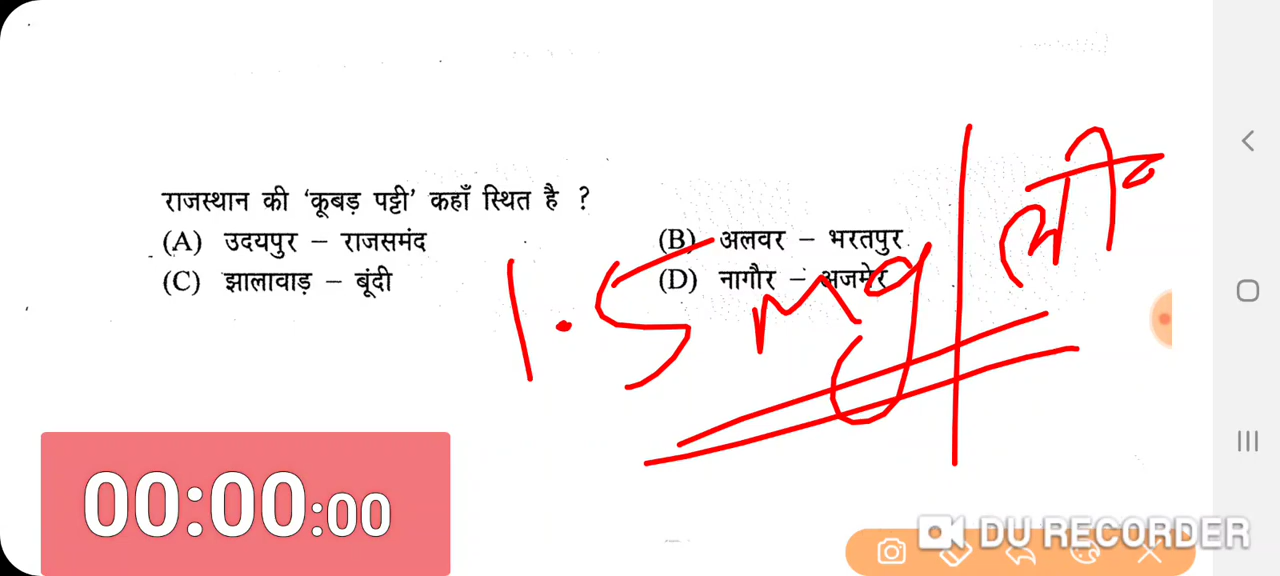 राजस्थान की 'कूबड़ पट्टी' कहाँ स्थित है ?
(A) उदयपुर – राजसमंद
(B) अलवर – भरतपुर
(C) झालावाड़ – बूंदी
(D) नागौर – अजमेर
1.5 mg
00:00:00
DU RECORDER